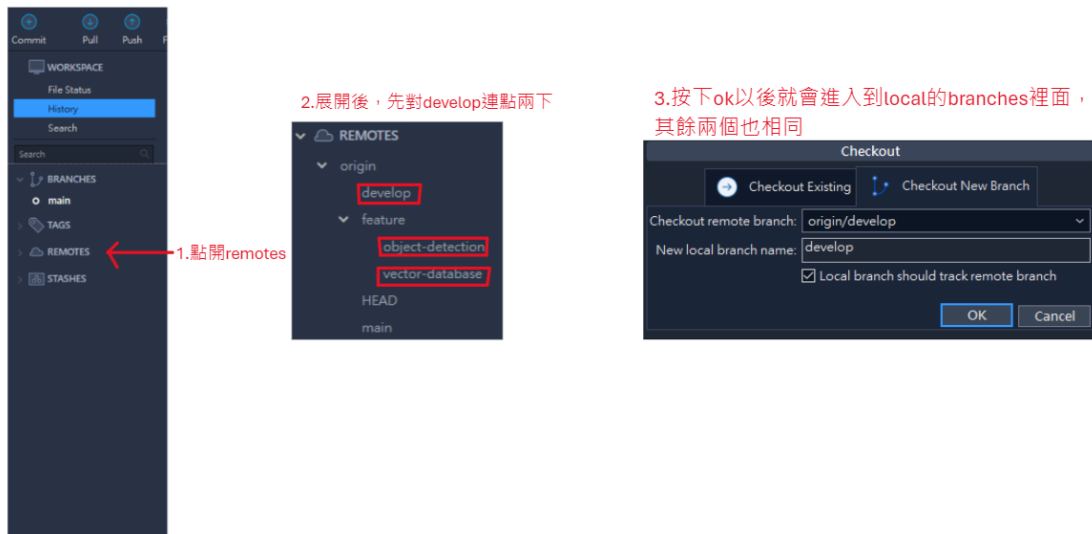 Commit
Pull
Push
WORKSPACE
File Status
History
Search
Search
BRANCHES
main
TAGS
REMOTES
STASHES
1.點開remotes
2.展開後，先對develop連點兩下
REMOTES
origin
develop
feature
object-detection
vector-database
HEAD
main
3.按下ok以後就會進入到local的branches裡面，
其餘兩個也相同
Checkout
Checkout Existing
Checkout New Branch
Checkout remote branch: origin/develop
New local branch name: develop
Local branch should track remote branch
OK
Cancel